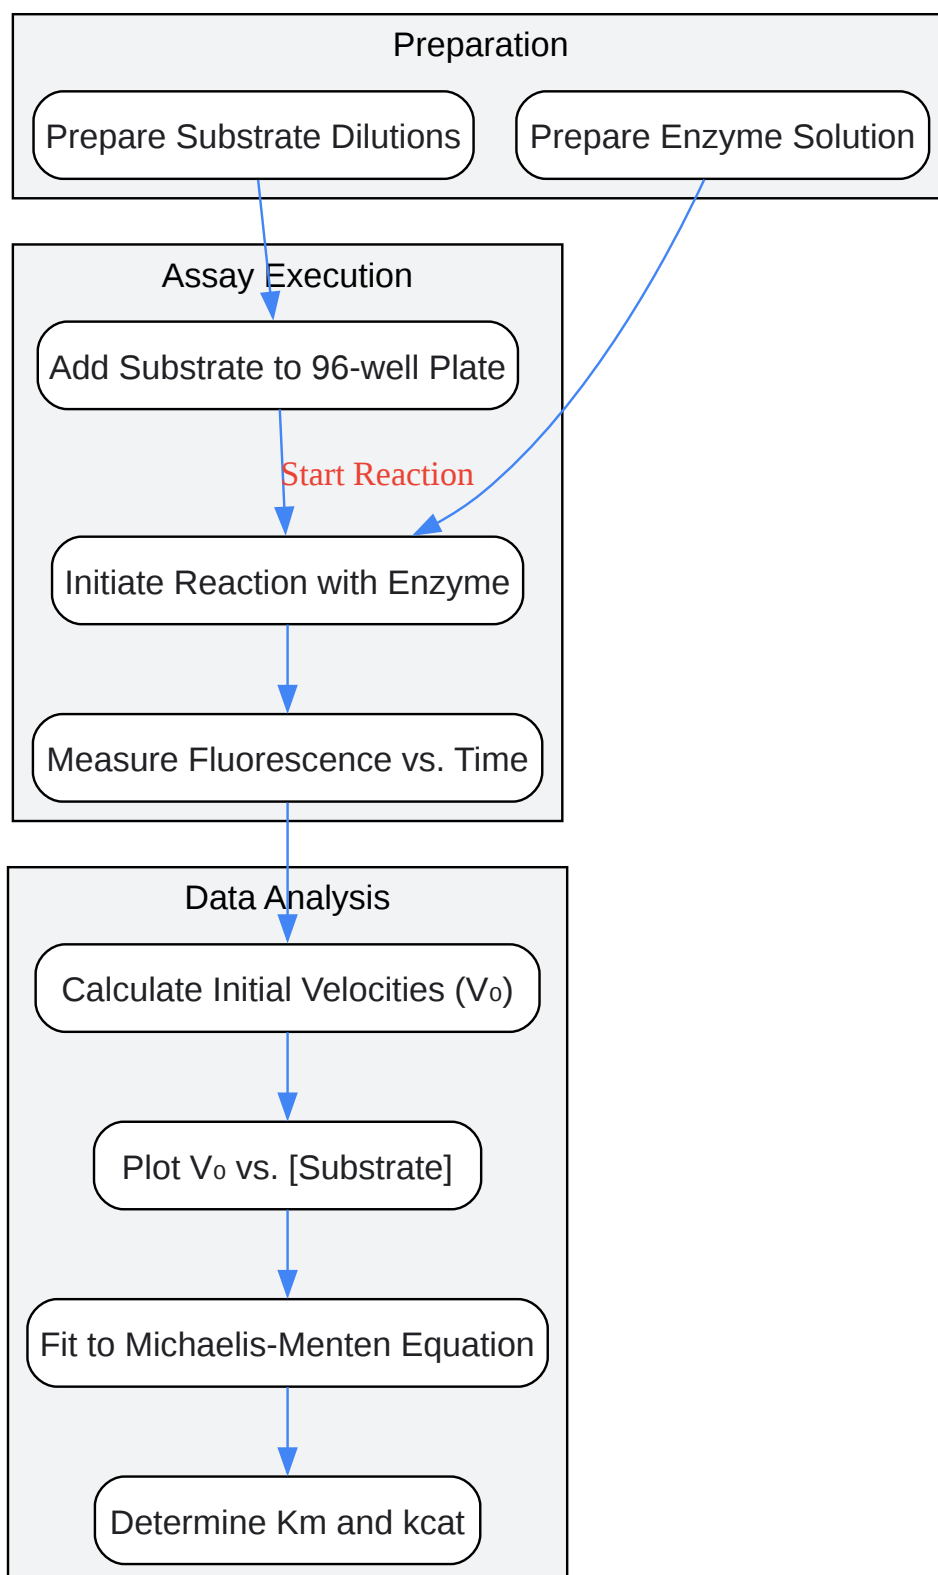 Preparation
Prepare Substrate Dilutions
Prepare Enzyme Solution
Assay Execution
Add Substrate to 96-well Plate
Start Reaction
Initiate Reaction with Enzyme
Measure Fluorescence vs. Time
Data Analysis
Calculate Initial Velocities (V₀)
Plot V₀ vs. [Substrate]
Fit to Michaelis-Menten Equation
Determine Km and kcat